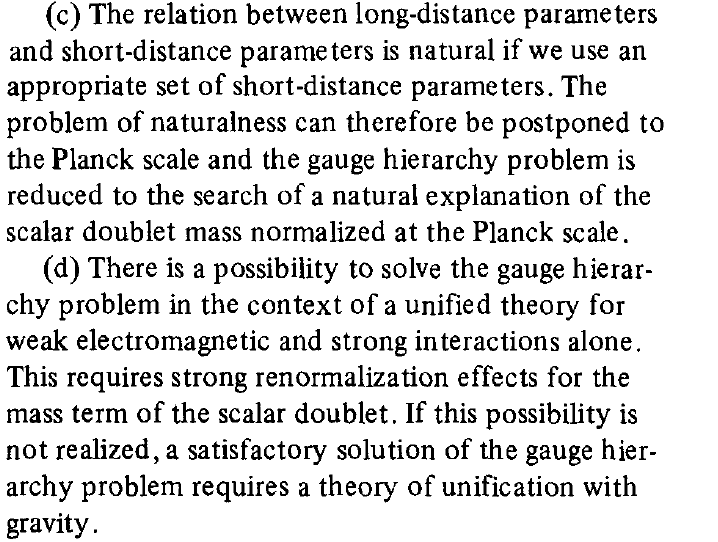 (c) The relation between long-distance parameters
and short-distance parameters is natural if we use an
appropriate set of short-distance parameters. The
problem of naturalness can therefore be postponed to
the Planck scale and the gauge hierarchy problem is
reduced to the search of a natural explanation of the
scalar doublet mass normalized at the Planck scale.
(d) There is a possibility to solve the gauge hierar-
chy problem in the context of a unified theory for
weak electromagnetic and strong interactions alone.
This requires strong renormalization effects for the
mass term of the scalar doublet. If this possibility is
not realized, a satisfactory solution of the gauge hier-
archy problem requires a theory of unification with
gravity.